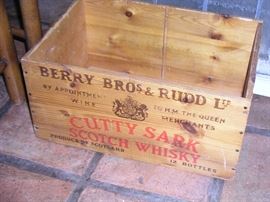 BERRY BROS & RUDD Lᵀᴰ
BY APPOINTMENT TO H.M. THE QUEEN
WINE MERCHANTS
CUTTY SARK
SCOTCH WHISKY
PRODUCE OF SCOTLAND 12 BOTTLES